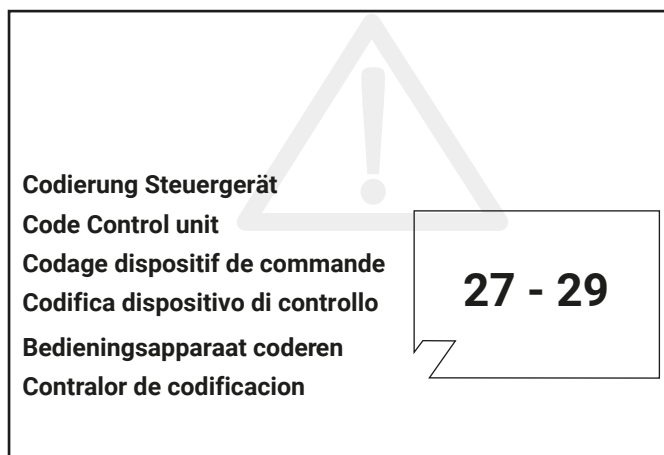 Codierung Steuergerät
Code Control unit
Codage dispositif de commande
Codifica dispositivo di controllo
Bedieningsapparaat coderen
Contralor de codificacion
27 - 29